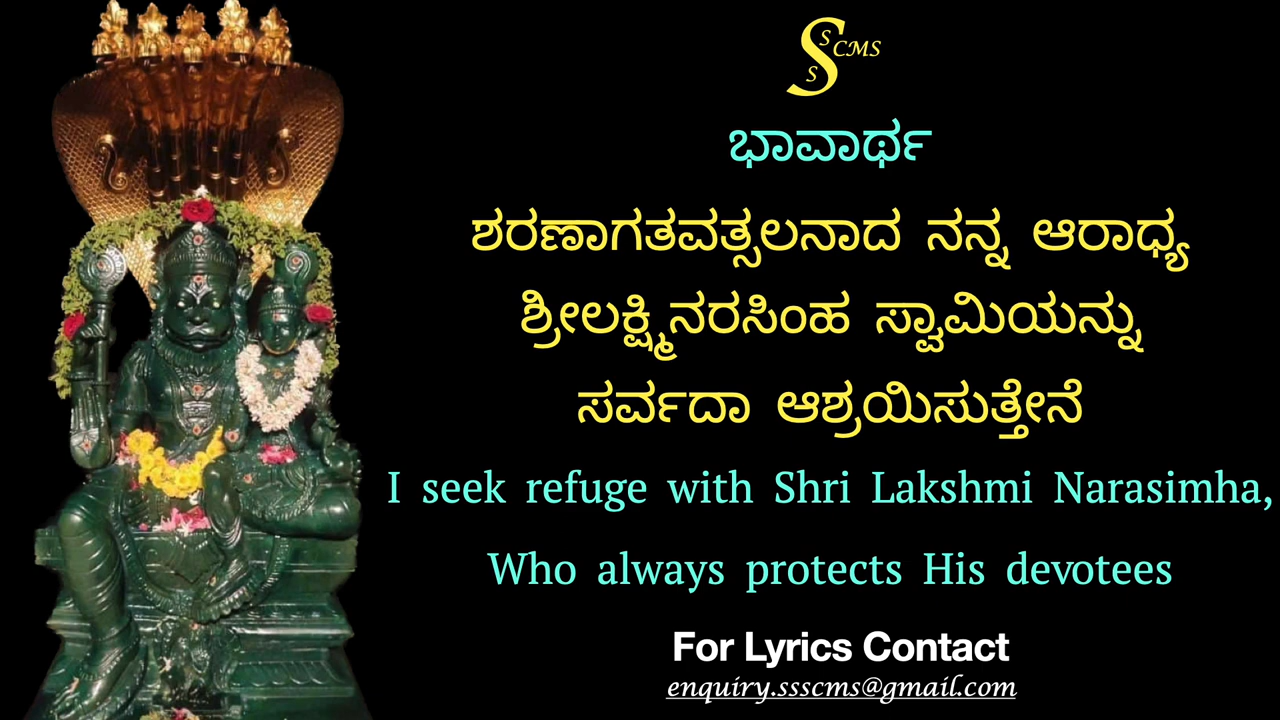 SSSCMS
ಭಾವಾರ್ಥ
ಶರಣಾಗತವತ್ಸಲನಾದ ನನ್ನ ಆರಾಧ್ಯ
ಶ್ರೀಲಕ್ಷ್ಮಿನರಸಿಂಹ ಸ್ವಾಮಿಯನ್ನು
ಸರ್ವದಾ ಆಶ್ರಯಿಸುತ್ತೇನೆ
I seek refuge with Shri Lakshmi Narasimha,
Who always protects His devotees
For Lyrics Contact
enquiry.ssscms@gmail.com